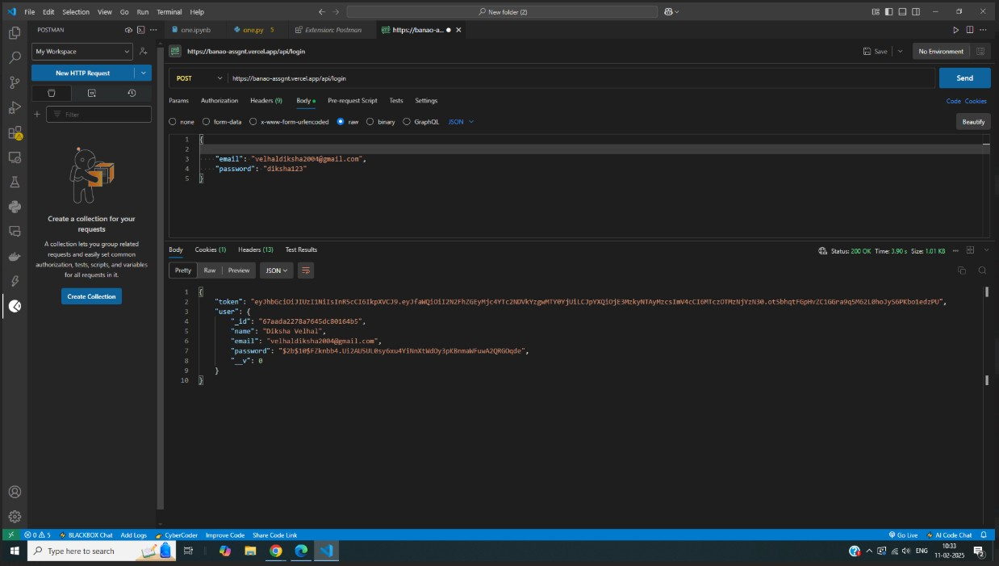 File Edit Selection View Go Run Terminal Help
New folder (2)
POSTMAN
one.ipynb
one.py 5
Extension: Postman
https://banao-a...
My Workspace
https://banao-assgnt.vercel.app/api/login
Save
No Environment
New HTTP Request
POST
https://banao-assgnt.vercel.app/api/login
Send
Params Authorization Headers (9) Body Pre-request Script Tests Settings
Code Cookies
Filter
none form-data x-www-form-urlencoded raw binary GraphQL JSON
Beautify
1 {
2
3 "email": "velhaldiksha2004@gmail.com",
4 "password": "diksha123"
5 }
Create a collection for your
requests
A collection lets you group related
requests and easily set common
authorization, tests, scripts, and variables
for all requests in it.
Create Collection
Body Cookies (1) Headers (13) Test Results
Status: 200 OK Time: 3.90 s Size: 1.01 KB
Pretty Raw Preview JSON
1 {
2 "token":
3 "user": {
4 "_id": "67aada2278a7645dc80164b5",
5 "name": "Diksha Velhal",
6 "email": "velhaldiksha2004@gmail.com",
7 "password":
8 "__v": 0
9 }
10 }
0 5 BLACKBOX Chat Add Logs CyberCoder Improve Code Share Code Link
Go Live AI Code Chat
Type here to search
ENG
10:33
11-02-2025
2